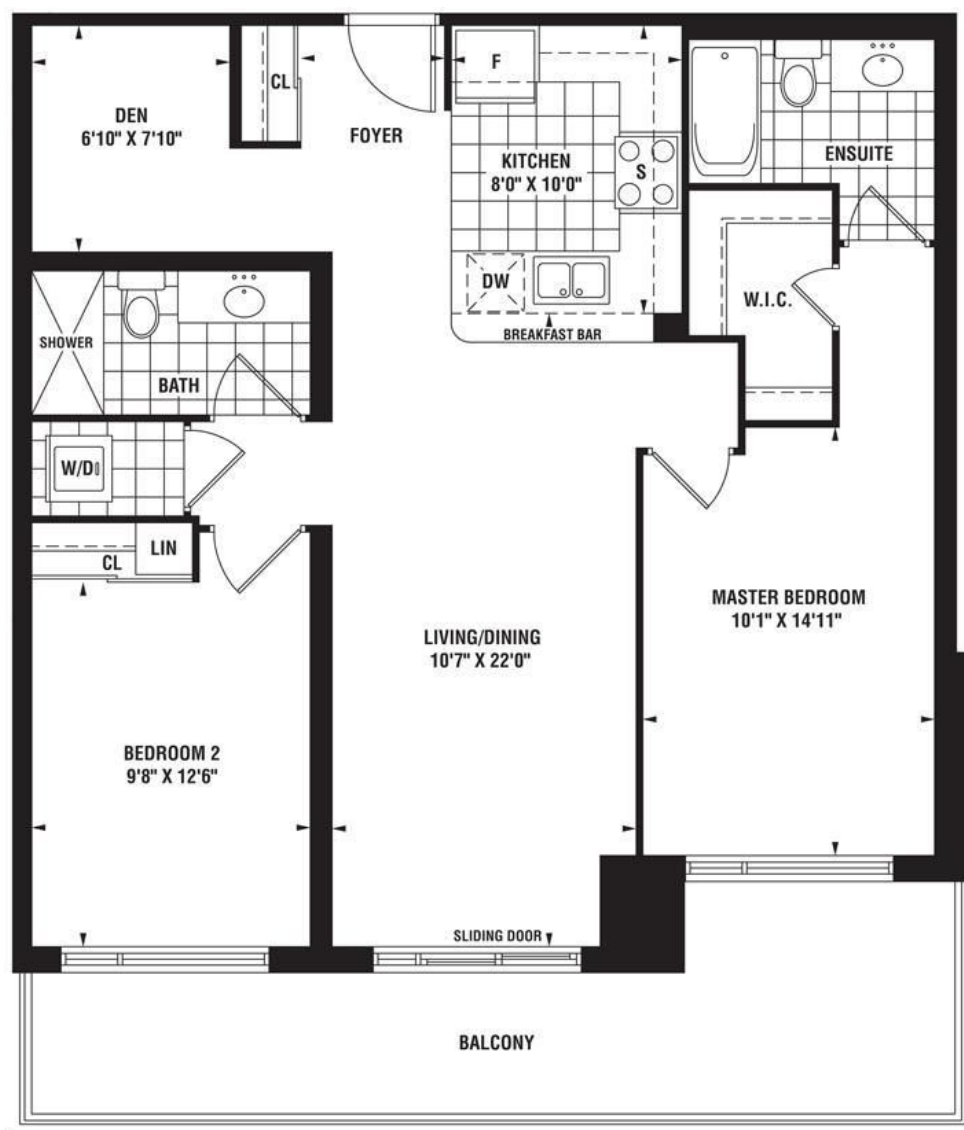 DEN
6'10" X 7'10"
CL
FOYER
F
KITCHEN
8'0" X 10'0"
S
ENSUITE
DW
BREAKFAST BAR
W.I.C.
SHOWER
BATH
W/D
CL
LIN
LIVING/DINING
10'7" X 22'0"
MASTER BEDROOM
10'1" X 14'11"
BEDROOM 2
9'8" X 12'6"
SLIDING DOOR
BALCONY